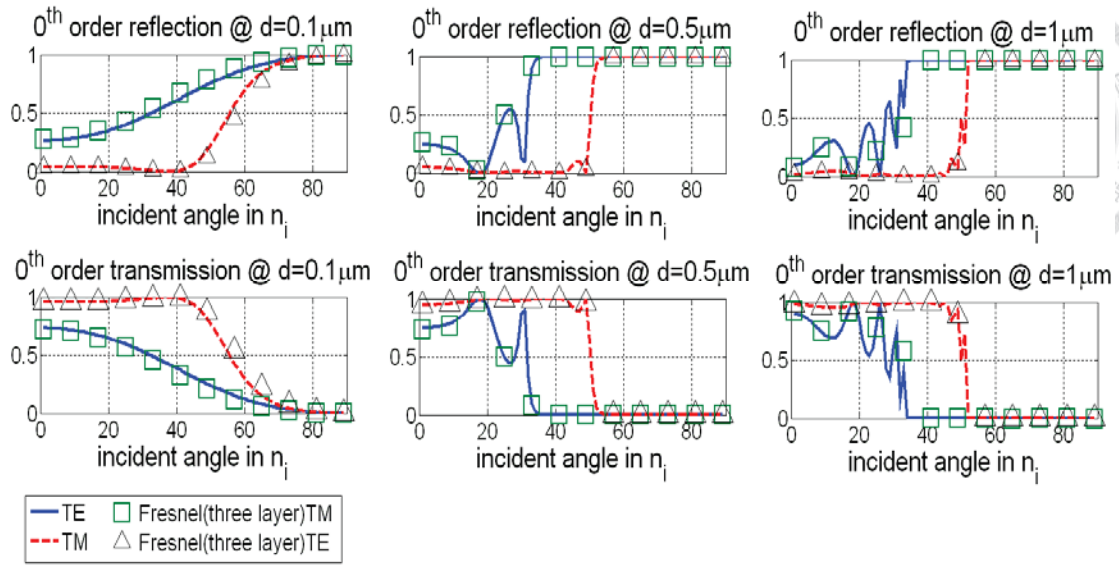 0th order reflection @ d=0.1μm
1
0.5
0
0 20 40 60 80
incident angle in ni
0th order reflection @ d=0.5μm
1
0.5
0
0 20 40 60 80
incident angle in ni
0th order reflection @ d=1μm
1
0.5
0
0 20 40 60 80
incident angle in ni
0th order transmission @ d=0.1μm
1
0.5
0
0 20 40 60 80
incident angle in ni
0th order transmission @ d=0.5μm
1
0.5
0
0 20 40 60 80
incident angle in ni
0th order transmission @ d=1μm
1
0.5
0
0 20 40 60 80
incident angle in ni
TE Fresnel(three layer)TM
TM Fresnel(three layer)TE